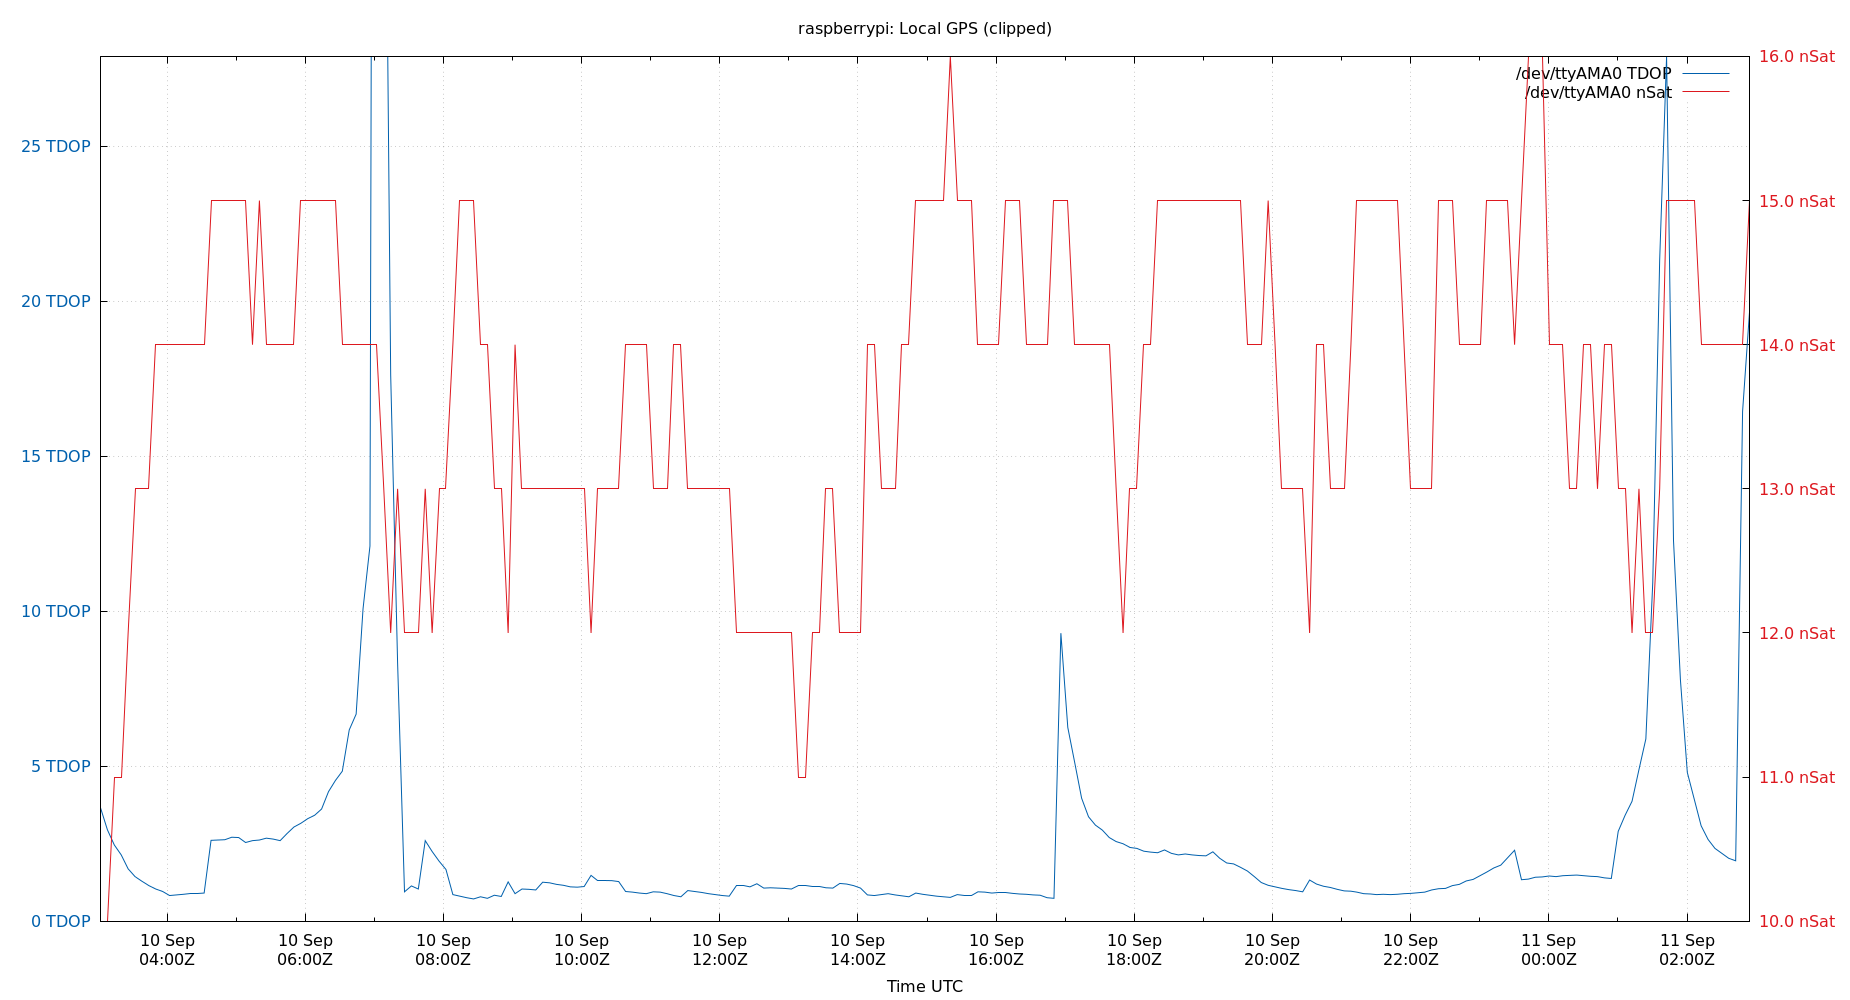 raspberrypi: Local GPS (clipped)
/dev/ttyAMA0 TDOP
/dev/ttyAMA0 nSat
25 TDOP
20 TDOP
15 TDOP
10 TDOP
5 TDOP
0 TDOP
16.0 nSat
15.0 nSat
14.0 nSat
13.0 nSat
12.0 nSat
11.0 nSat
10.0 nSat
10 Sep
04:00Z
10 Sep
06:00Z
10 Sep
08:00Z
10 Sep
10:00Z
10 Sep
12:00Z
10 Sep
14:00Z
10 Sep
16:00Z
10 Sep
18:00Z
10 Sep
20:00Z
10 Sep
22:00Z
11 Sep
00:00Z
11 Sep
02:00Z
Time UTC